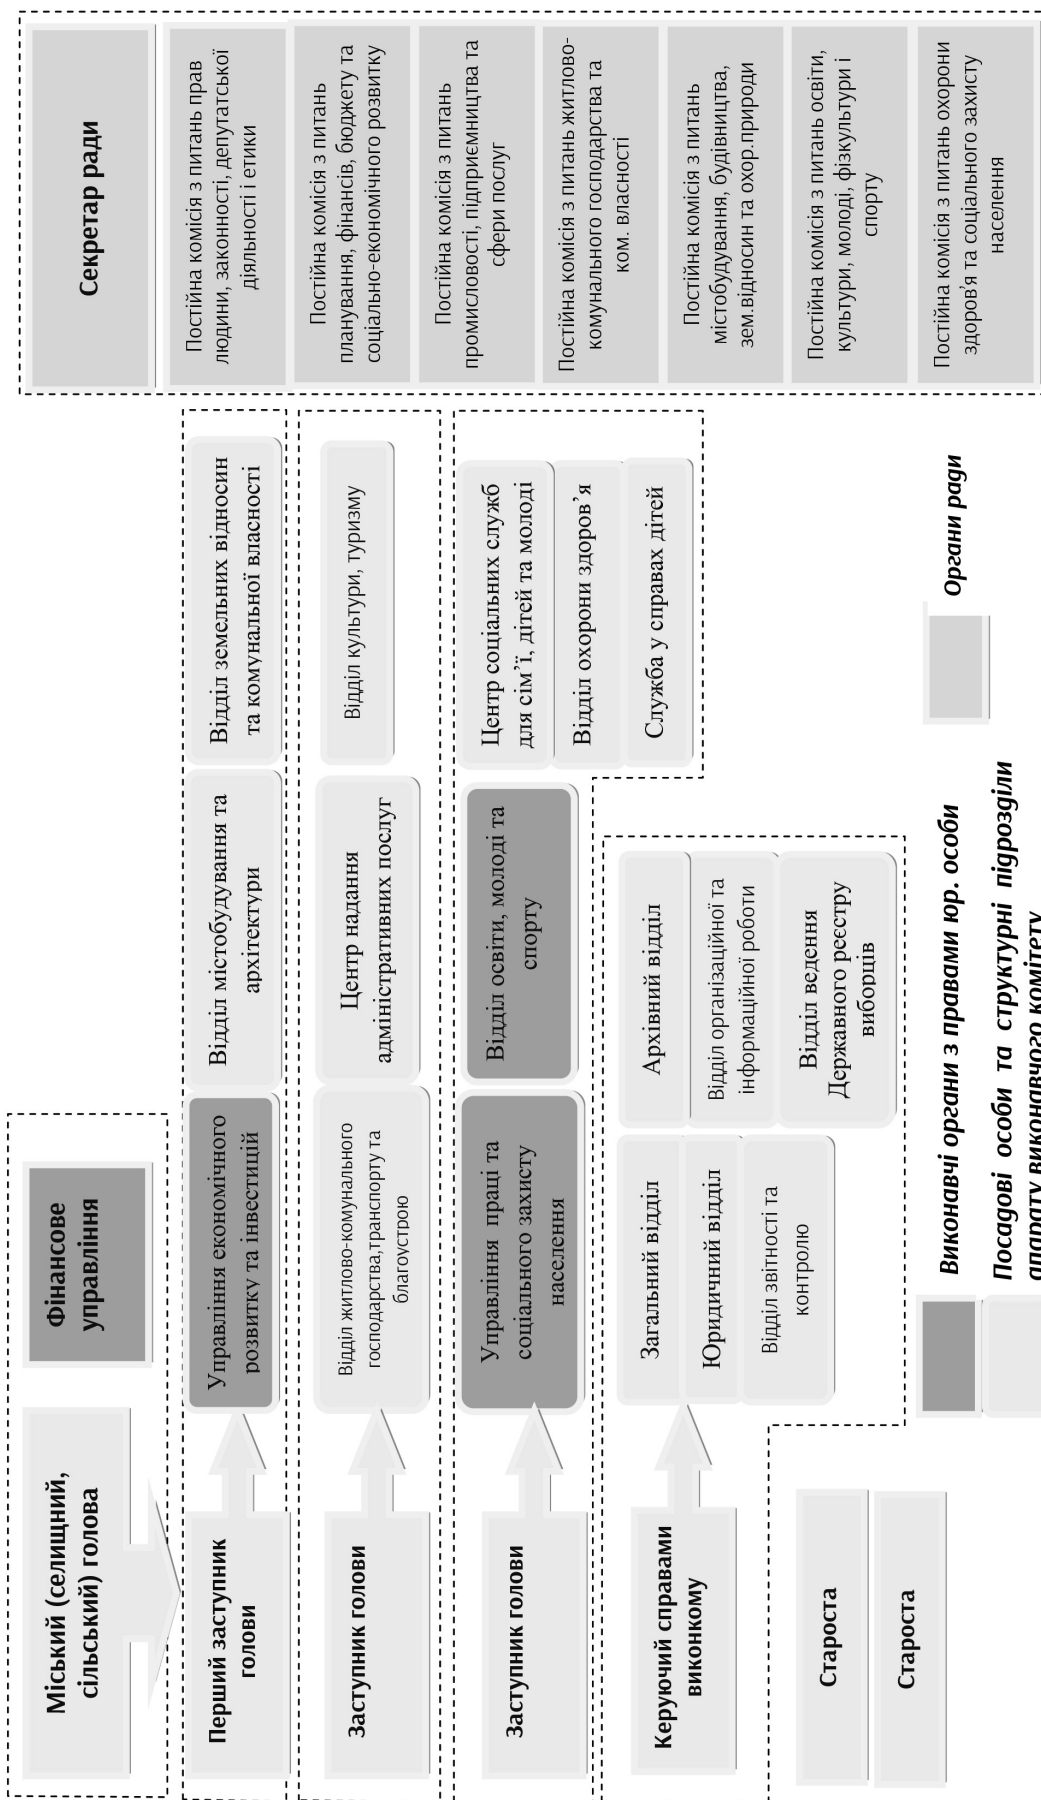 Міський (селищний,
сільський) голова
Фінансове
управління
Секретар ради
Перший заступник
голови
Управління економічного
розвитку та інвестицій
Відділ містобудування та
архітектури
Відділ земельних відносин
та комунальної власності
Постійна комісія з питань прав
людини, законності, депутатської
діяльності і етики
Заступник голови
Відділ житлово-комунального
господарства,транспорту та
благоустрою
Центр надання
адміністративних послуг
Відділ культури, туризму
Постійна комісія з питань
планування, фінансів, бюджету та
соціально-економічного розвитку
Заступник голови
Управління праці та
соціального захисту
населення
Відділ освіти, молоді та
спорту
Центр соціальних служб
для сім’ї, дітей та молоді
Відділ охорони здоров’я
Служба у справах дітей
Постійна комісія з питань
промисловості, підприємництва та
сфери послуг
Постійна комісія з питань житлово-
комунального господарства та
ком. власності
Керуючий справами
виконкому
Загальний відділ
Юридичний відділ
Відділ звітності та
контролю
Архівний відділ
Відділ організаційної та
інформаційної роботи
Відділ ведення
Державного реєстру
виборців
Постійна комісія з питань
містобудування, будівництва,
зем.відносин та охор.природи
Постійна комісія з питань освіти,
культури, молоді, фізкультури і
спорту
Постійна комісія з питань охорони
здоров’я та соціального захисту
населення
Староста
Староста
Виконавчі органи з правами юр. особи
Органи ради
Посадові особи та структурні підрозділи
апарату виконавчого комітету